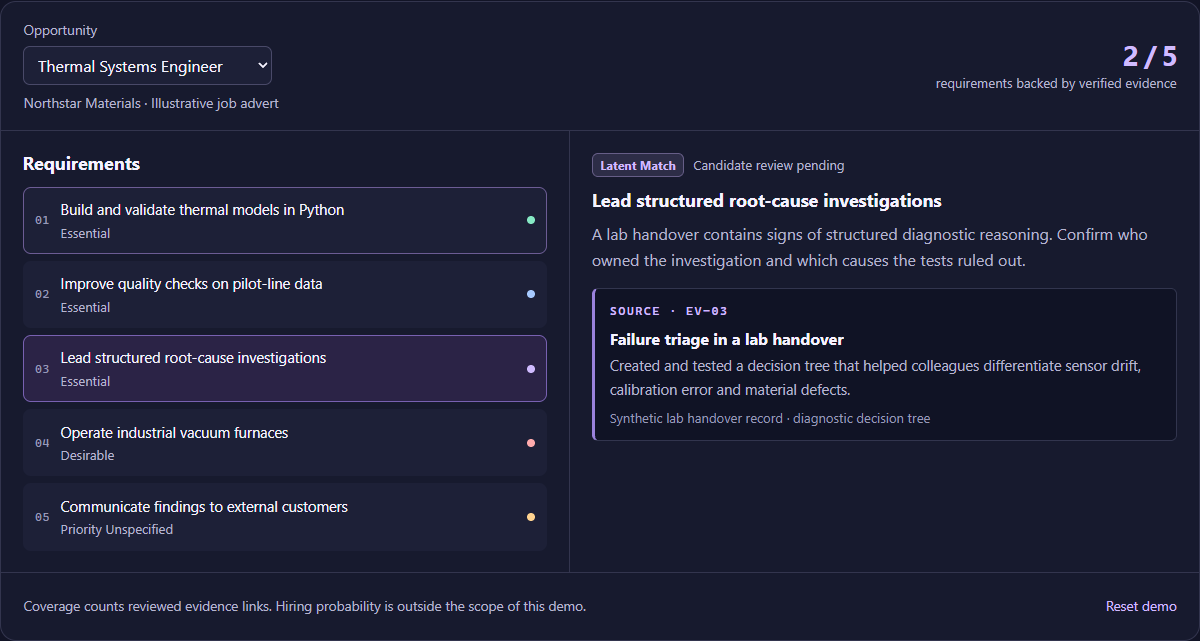 Opportunity
Thermal Systems Engineer
Northstar Materials · Illustrative job advert
2/5
requirements backed by verified evidence
Requirements
01
Build and validate thermal models in Python
Essential
02
Improve quality checks on pilot-line data
Essential
03
Lead structured root-cause investigations
Essential
04
Operate industrial vacuum furnaces
Desirable
05
Communicate findings to external customers
Priority Unspecified
Latent Match
Candidate review pending
Lead structured root-cause investigations
A lab handover contains signs of structured diagnostic reasoning. Confirm who
owned the investigation and which causes the tests ruled out.
SOURCE · EV-03
Failure triage in a lab handover
Created and tested a decision tree that helped colleagues differentiate sensor drift,
calibration error and material defects.
Synthetic lab handover record · diagnostic decision tree
Coverage counts reviewed evidence links. Hiring probability is outside the scope of this demo.
Reset demo